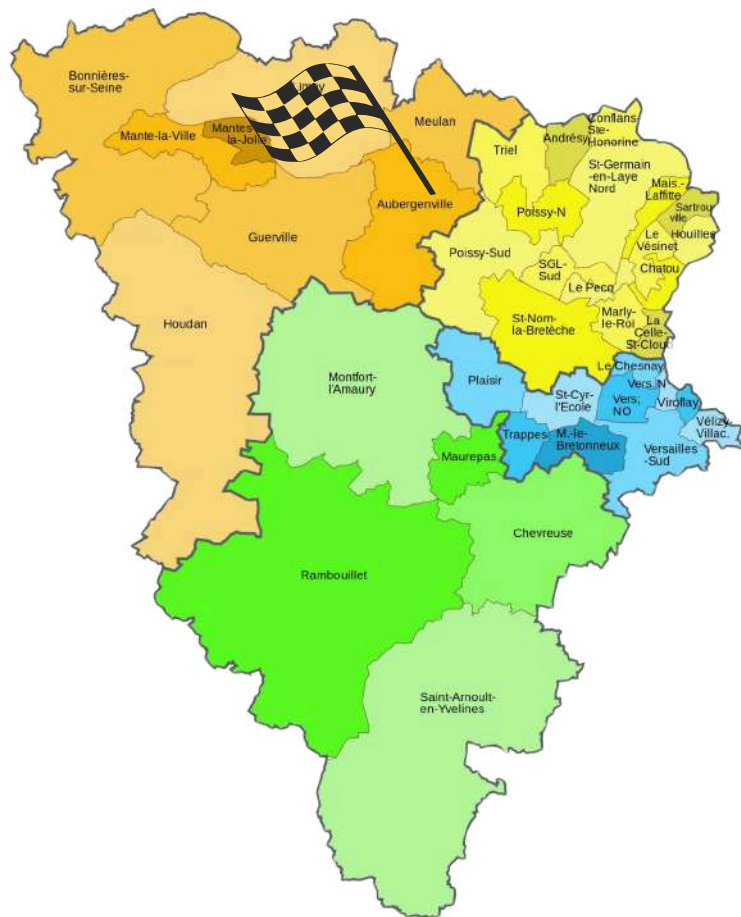 Bonnières-
sur-Seine
Limay
Mante-la-Ville
Mantes
la-Jolie
Meulan
Aubergenville
Guerville
Houdan
Conflans-
Ste-
Honorine
Andrésy
Triel
St-Germain
-en-Laye
Nord
Mais.-
Laffitte
Sartrou
ville
Poissy-N
Le
Vésinet
Houilles
Poissy-Sud
SGL-
Sud
Chatou
Le Pecq
St-Nom-
la-Bretèche
Marly-
le-Roi
La
Celle-
St-Cloud
Montfort-
l'Amaury
Plaisir
Le Chesnay
St-Cyr-
l'Ecole
Vers.N
Vers;
NO
Viroflay
Vélizy-
Villac.
Trappes
M.-le-
Bretonneux
Versailles
-Sud
Maurepas
Chevreuse
Rambouillet
Saint-Arnoult-
en-Yvelines